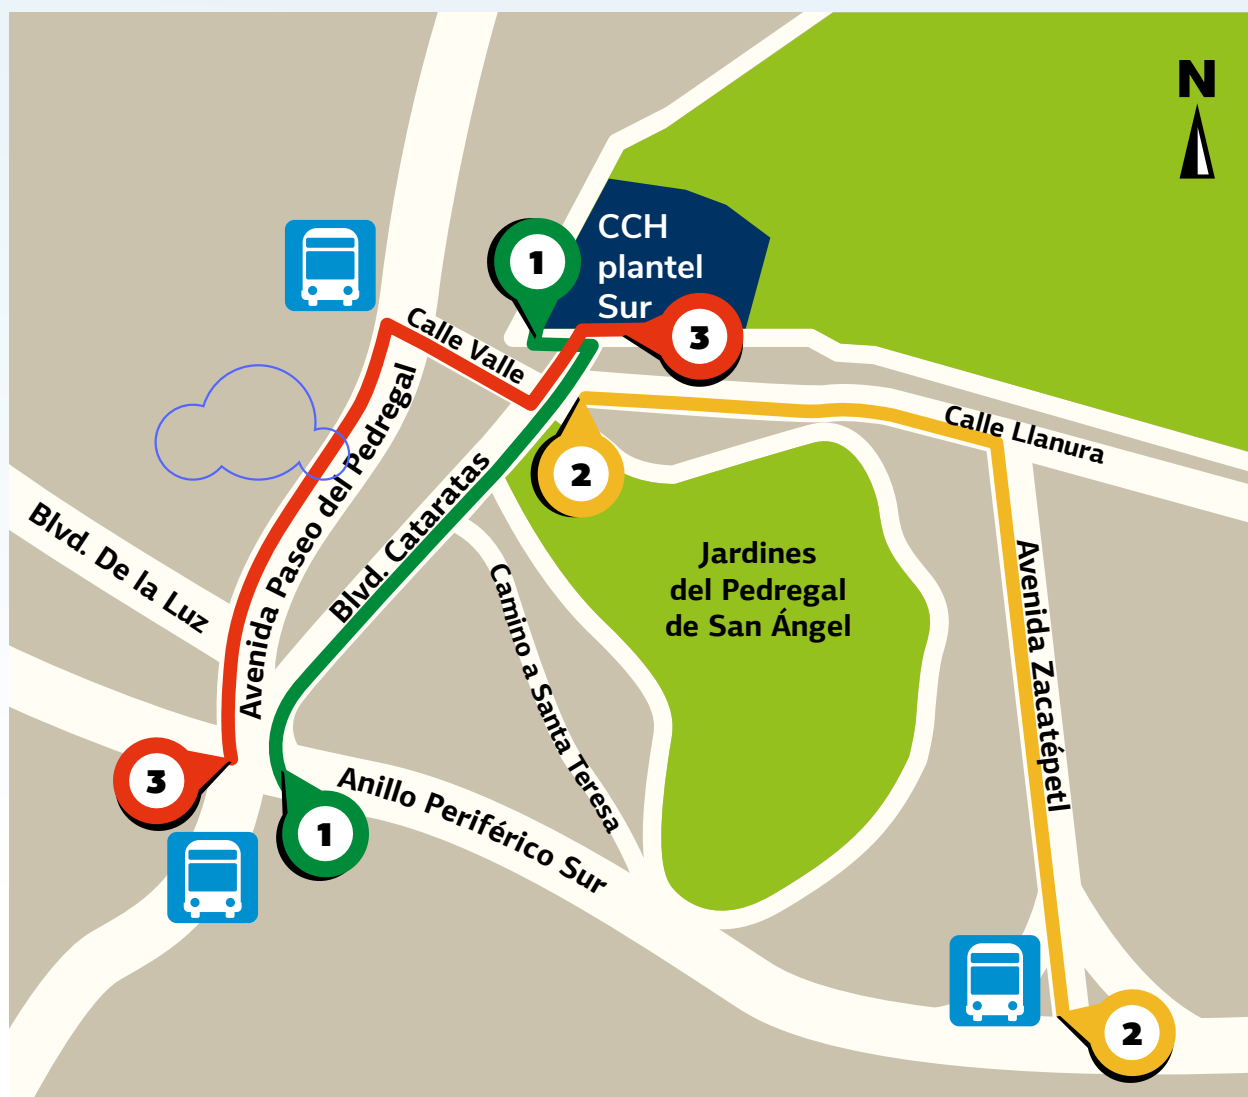 N
CCH
plantel
Sur
1
3
Calle Valle
Calle Llanura
2
Avenida Paseo del Pedregal
Blvd. Cataratas
Blvd. De la Luz
Jardines
del Pedregal
de San Ángel
Camino a Santa Teresa
Avenida Zacatépetl
3
Anillo Periférico Sur
1
2